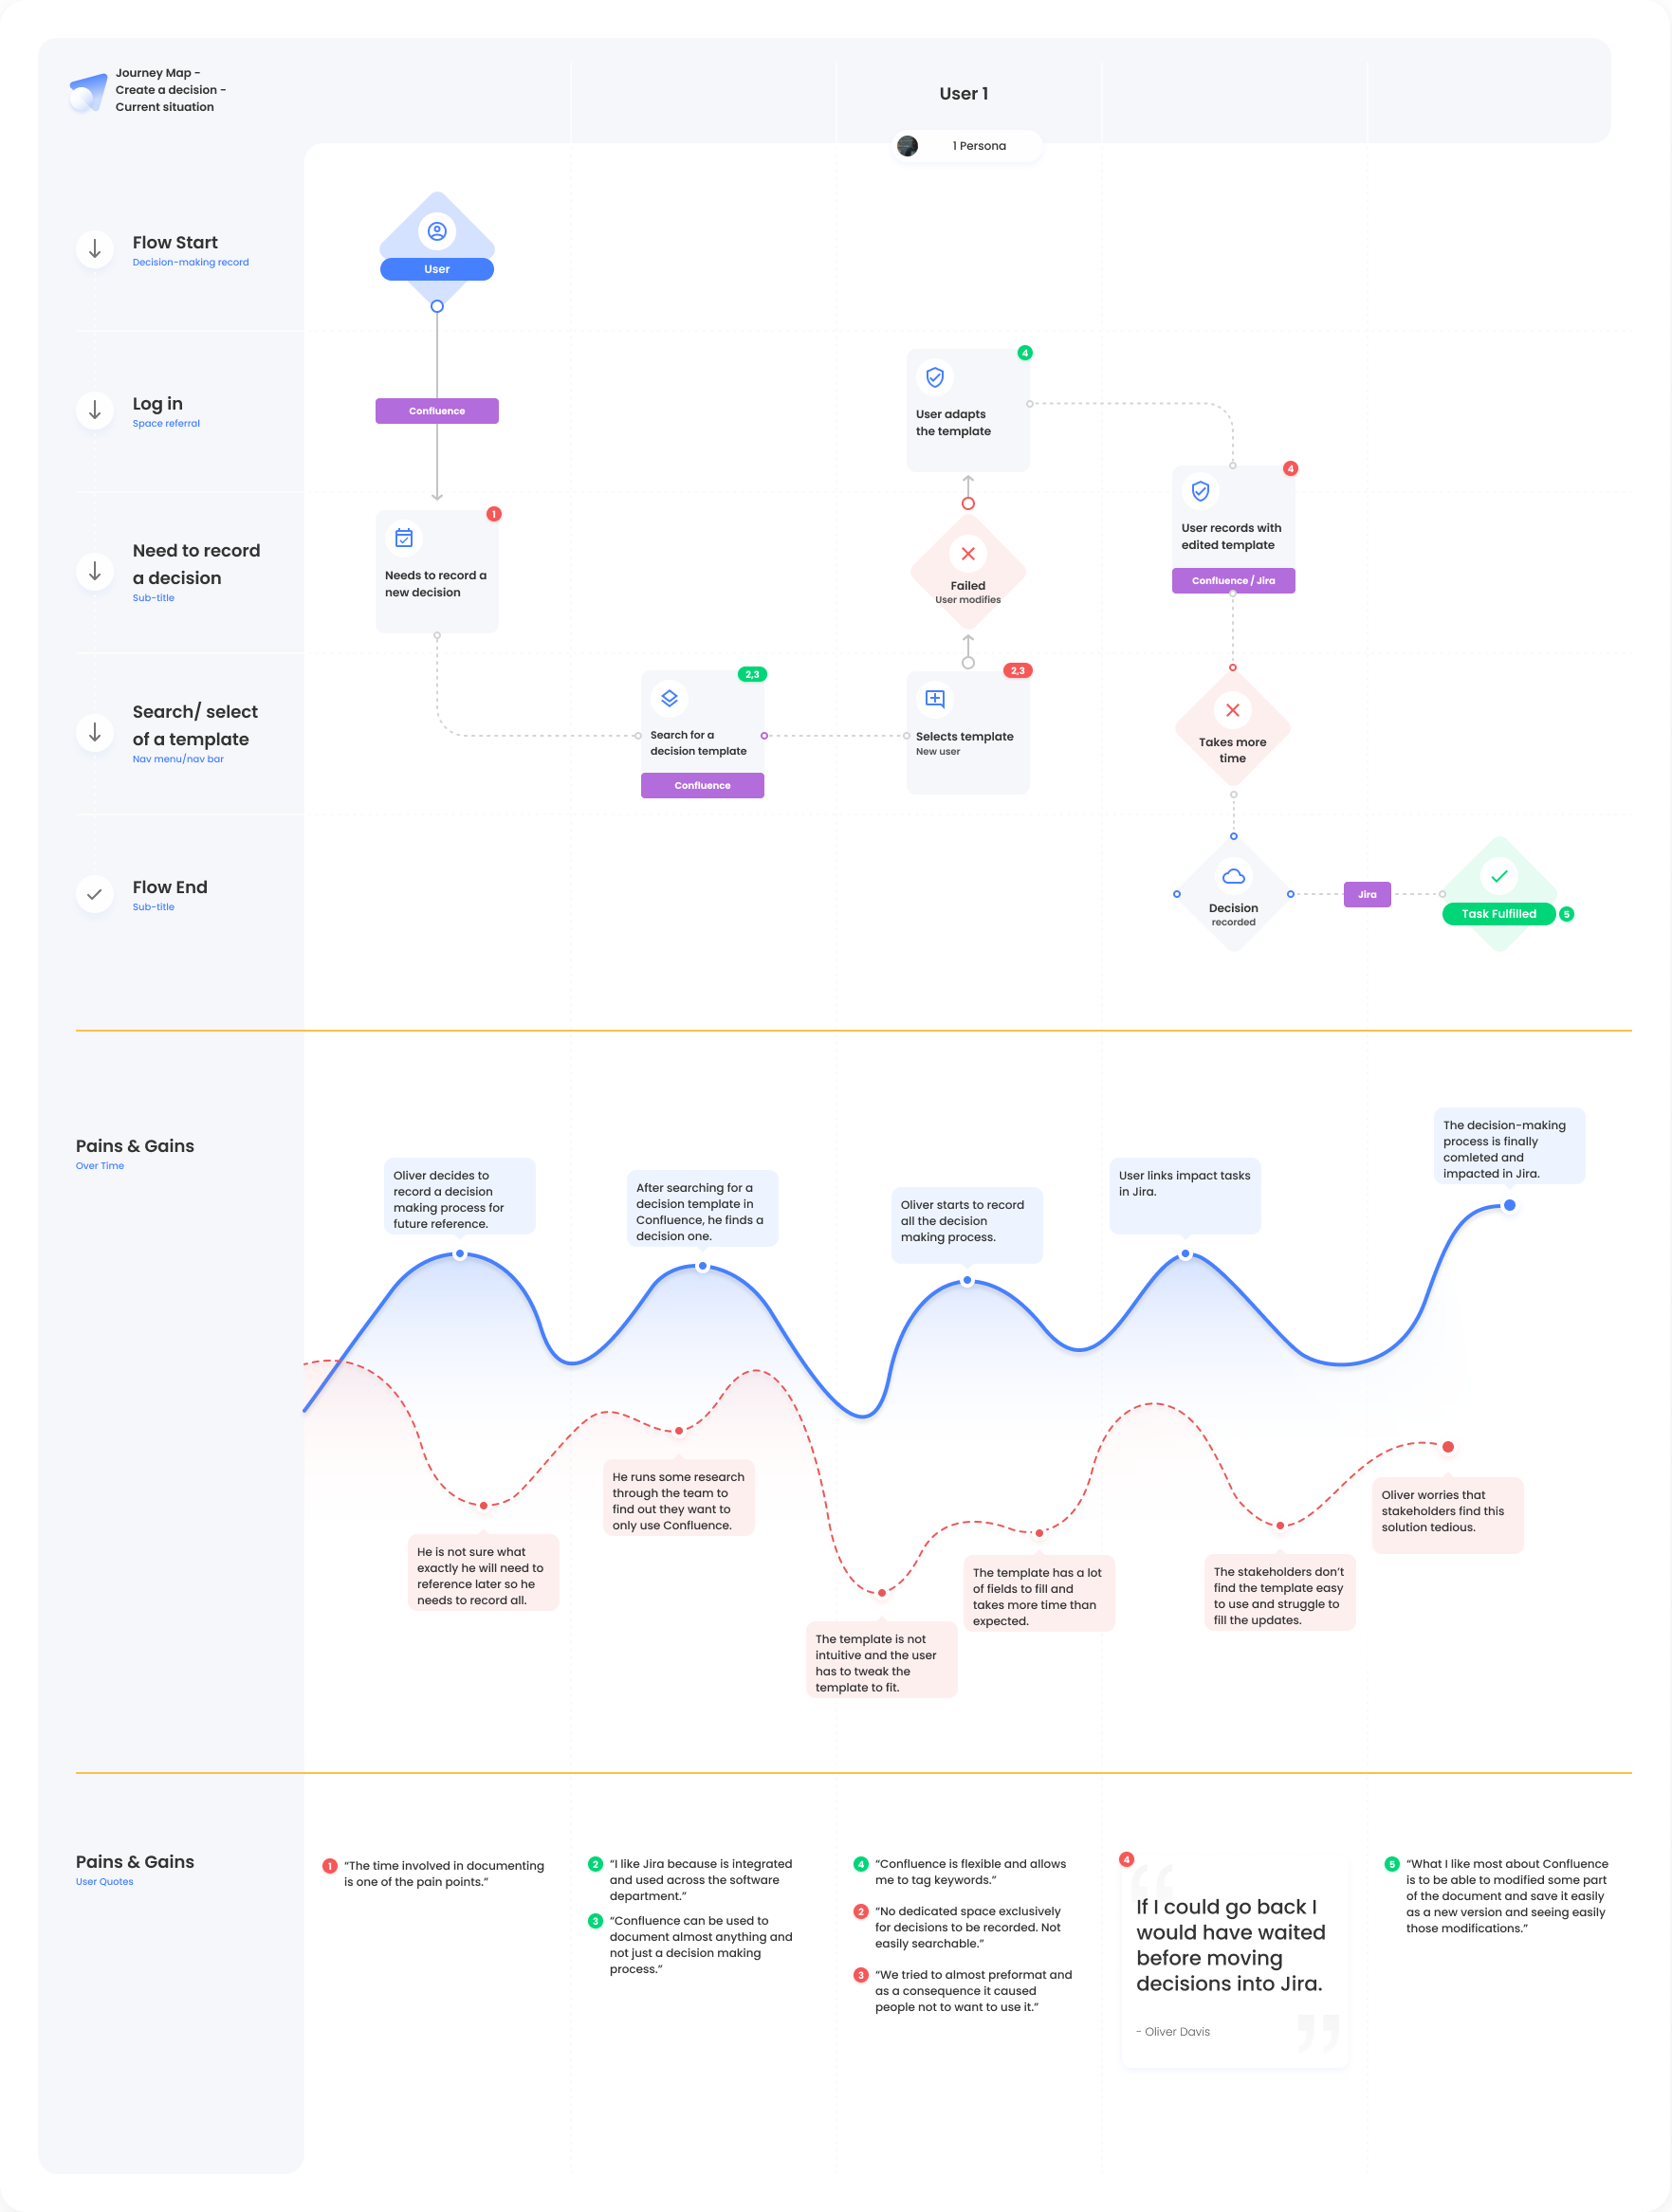 Journey Map -
Create a decision -
Current situation
User 1
1 Persona
Flow Start
Decision-making record
User
Log in
Space referral
Confluence
4
User adapts
the template
Need to record
a decision
Sub-title
1
Needs to record a
new decision
Failed
User modifies
4
User records with
edited template
Confluence / Jira
Search/ select
of a template
Nav menu/nav bar
2,3
Search for a
decision template
Confluence
2,3
Selects template
New user
Takes more
time
Flow End
Sub-title
Decision
recorded
Jira
Task Fulfilled
5
Pains & Gains
Over Time
Oliver decides to
record a decision
making process for
future reference.
After searching for a
decision template in
Confluence, he finds a
decision one.
Oliver starts to record
all the decision
making process.
User links impact tasks
in Jira.
The decision-making
process is finally
comleted and
impacted in Jira.
He is not sure what
exactly he will need to
reference later so he
needs to record all.
He runs some research
through the team to
find out they want to
only use Confluence.
The template is not
intuitive and the user
has to tweak the
template to fit.
The template has a lot
of fields to fill and
takes more time than
expected.
The stakeholders don’t
find the template easy
to use and struggle to
fill the updates.
Oliver worries that
stakeholders find this
solution tedious.
Pains & Gains
User Quotes
1 “The time involved in documenting
is one of the pain points.”
2 “I like Jira because is integrated
and used across the software
department.”
3 “Confluence can be used to
document almost anything and
not just a decision making
process.”
4 “Confluence is flexible and allows
me to tag keywords.”
2 “No dedicated space exclusively
for decisions to be recorded. Not
easily searchable.”
3 “We tried to almost preformat and
as a consequence it caused
people not to want to use it.”
4
“
If I could go back I
would have waited
before moving
decisions into Jira.
- Oliver Davis
”
5 “What I like most about Confluence
is to be able to modified some part
of the document and save it easily
as a new version and seeing easily
those modifications.”